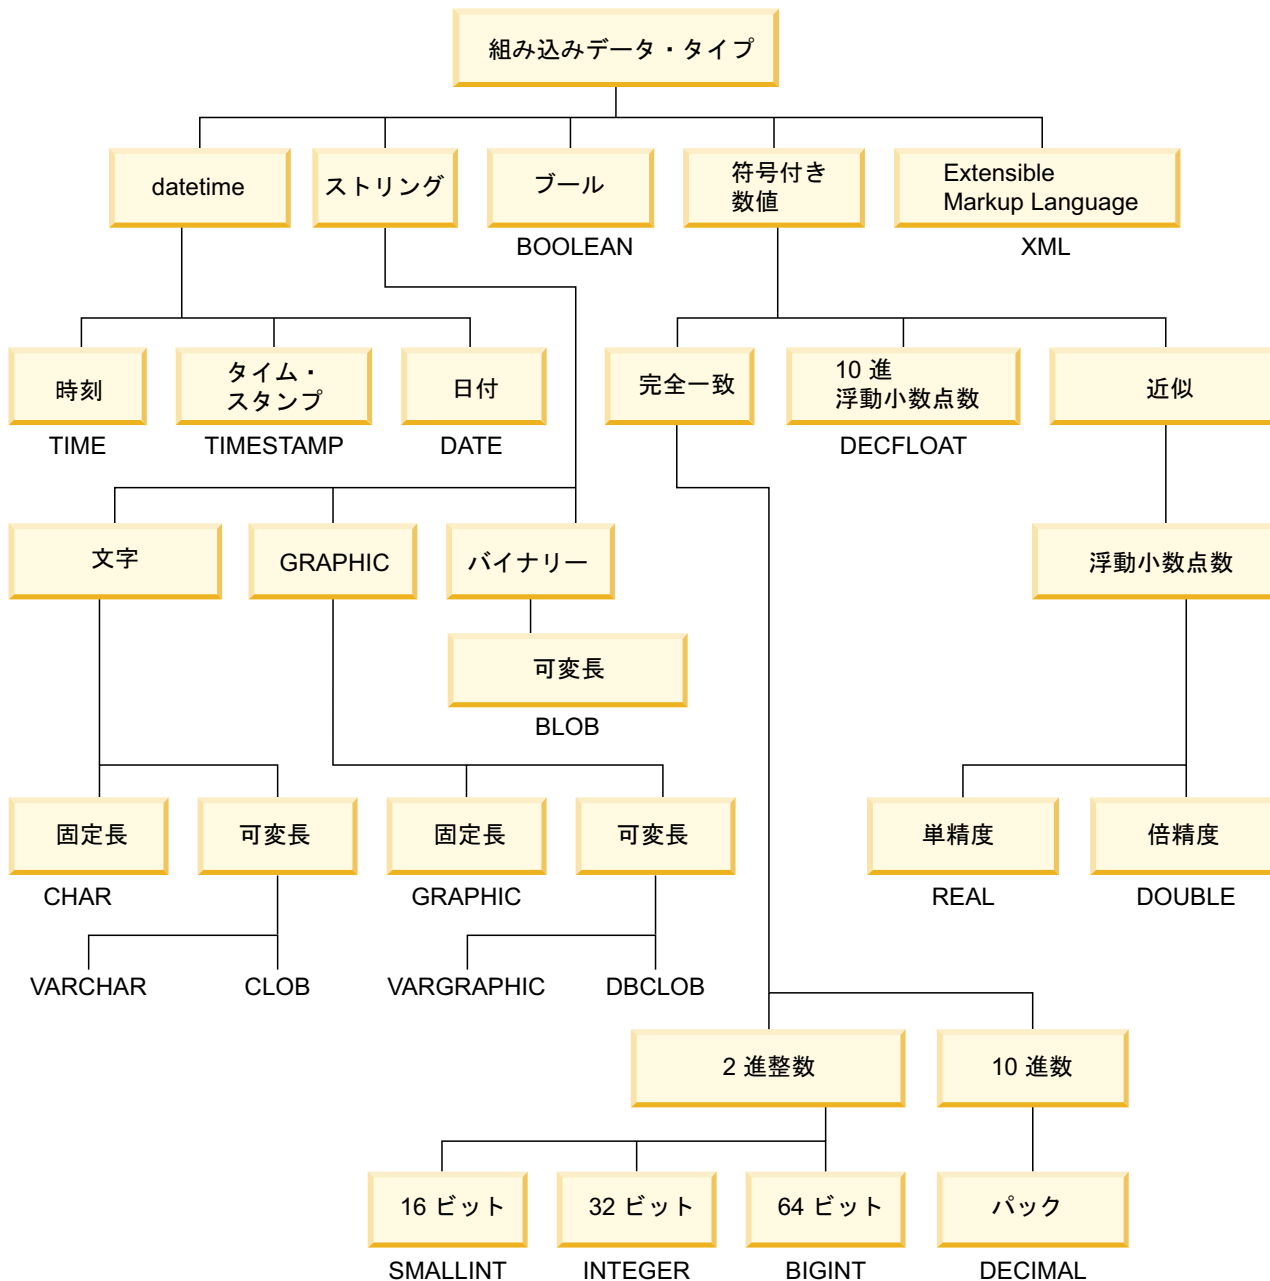 組み込みデータ・タイプ
datetime
ストリング
ブール
符号付き
数値
Extensible
Markup Language
BOOLEAN
XML
時刻
タイム・
スタンプ
日付
完全一致
10 進
浮動小数点数
近似
TIME
TIMESTAMP
DATE
DECFLOAT
文字
GRAPHIC
バイナリー
浮動小数点数
可変長
BLOB
固定長
可変長
固定長
可変長
単精度
倍精度
CHAR
GRAPHIC
REAL
DOUBLE
VARCHAR
CLOB
VARGRAPHIC
DBCLOB
2 進整数
10 進数
16 ビット
32 ビット
64 ビット
パック
SMALLINT
INTEGER
BIGINT
DECIMAL